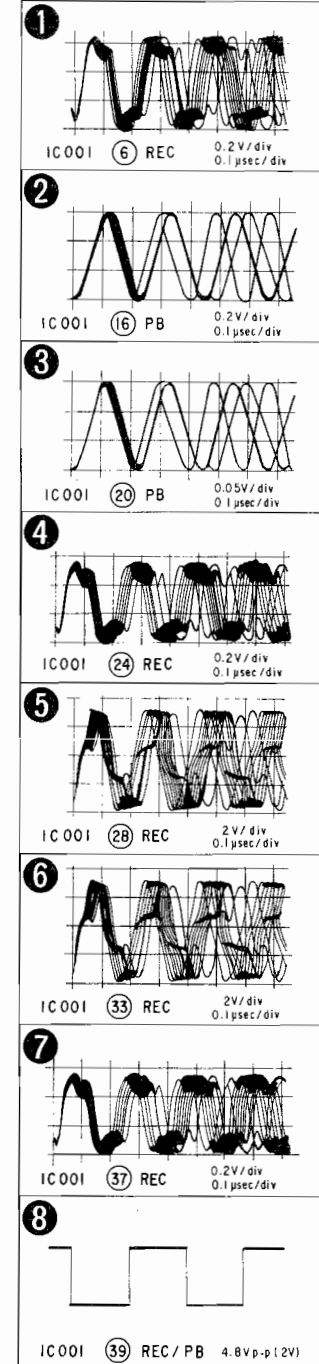 1
IC001 6 REC 0.2V/div
0.1μsec/div
2
IC001 16 PB 0.2V/div
0.1μsec/div
3
IC001 20 PB 0.05V/div
0.1μsec/div
4
IC001 24 REC 0.2V/div
0.1μsec/div
5
IC001 28 REC 2V/div
0.1μsec/div
6
IC001 33 REC 2V/div
0.1μsec/div
7
IC001 37 REC 0.2V/div
0.1μsec/div
8
IC001 39 REC/PB 4.8Vp-p(2V)